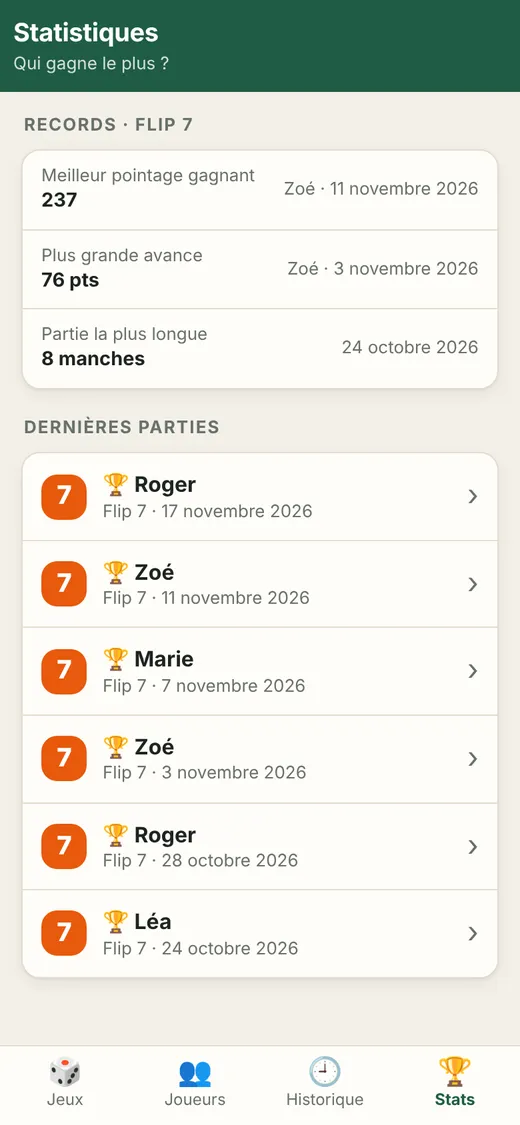 Statistiques
Qui gagne le plus ?
RECORDS · FLIP 7
Meilleur pointage gagnant
237
Zoé · 11 novembre 2026
Plus grande avance
76 pts
Zoé · 3 novembre 2026
Partie la plus longue
8 manches
24 octobre 2026
DERNIÈRES PARTIES
7
🏆 Roger
Flip 7 · 17 novembre 2026
7
🏆 Zoé
Flip 7 · 11 novembre 2026
7
🏆 Marie
Flip 7 · 7 novembre 2026
7
🏆 Zoé
Flip 7 · 3 novembre 2026
7
🏆 Roger
Flip 7 · 28 octobre 2026
7
🏆 Léa
Flip 7 · 24 octobre 2026
Jeux
Joueurs
Historique
Stats